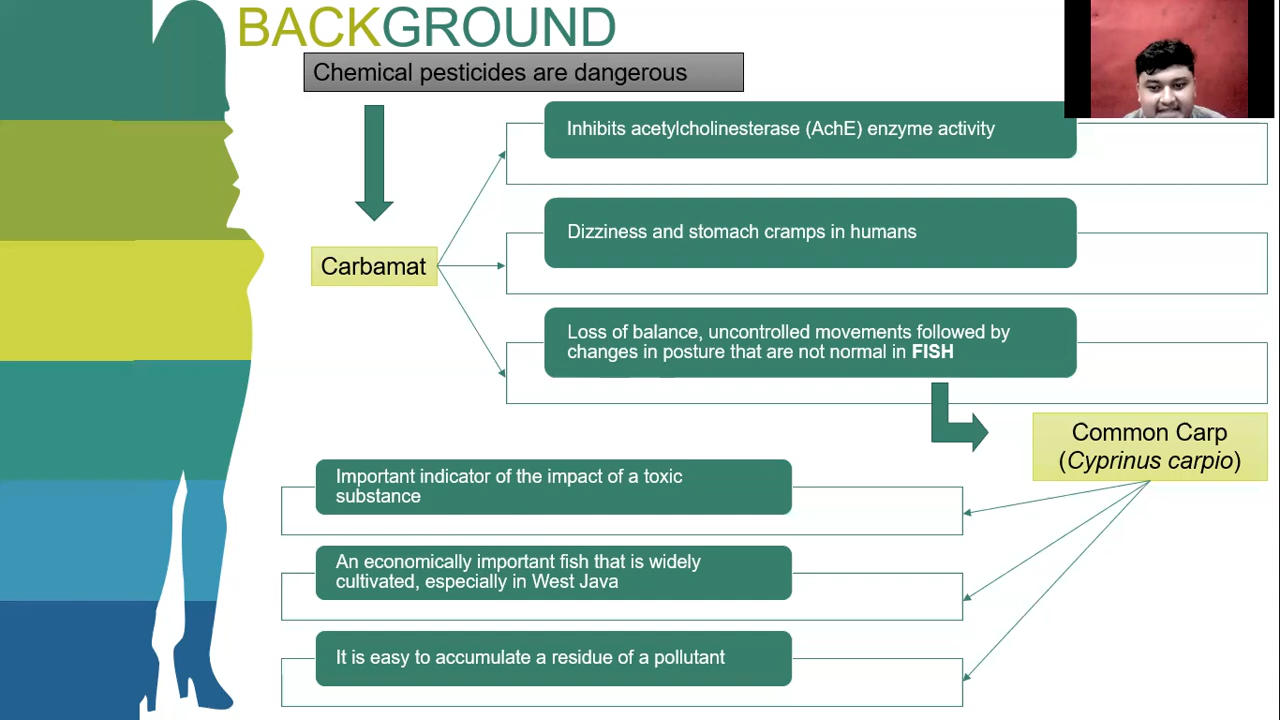 BACKGROUND
Chemical pesticides are dangerous
Inhibits acetylcholinesterase (AchE) enzyme activity
Dizziness and stomach cramps in humans
Carbamat
Loss of balance, uncontrolled movements followed by
changes in posture that are not normal in FISH
Common Carp
(Cyprinus carpio)
Important indicator of the impact of a toxic
substance
An economically important fish that is widely
cultivated, especially in West Java
It is easy to accumulate a residue of a pollutant